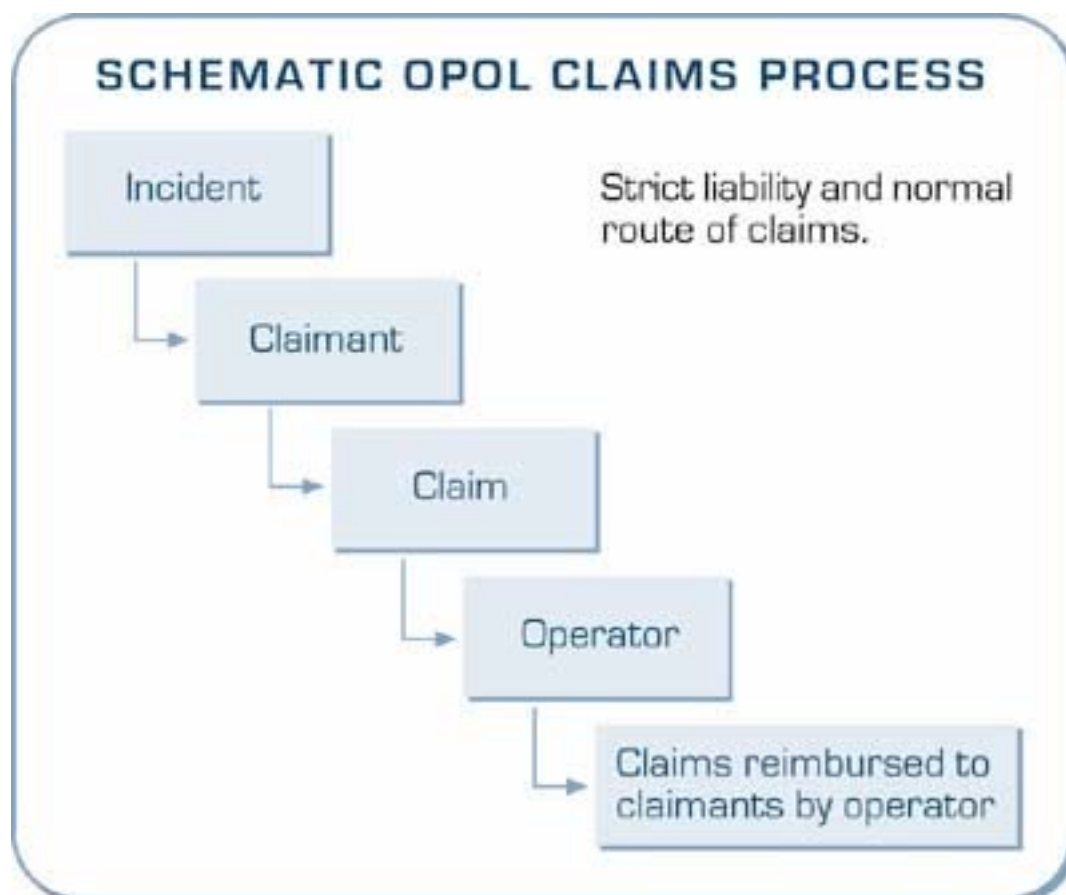 SCHEMATIC OPOL CLAIMS PROCESS
Incident
Strict liability and normal
route of claims.
Claimant
Claim
Operator
Claims reimbursed to
claimants by operator